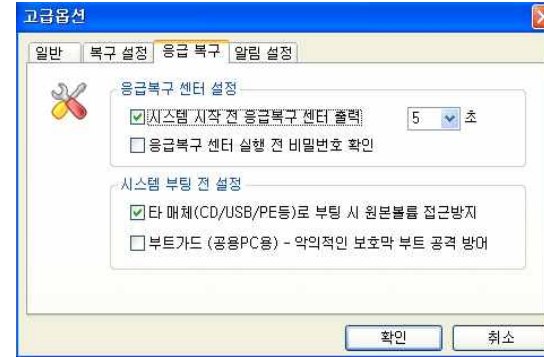 고급옵션
일반 복구 설정 응급 복구 알림 설정
응급복구 센터 설정
시스템 시작 전 응급복구 센터 출력 5 초
응급복구 센터 실행 전 비밀번호 확인
시스템 부팅 전 설정
타 매체(CD/USB/PE등)로 부팅 시 원본볼륨 접근방지
부트가드 (공용PC용) - 악의적인 보호막 부트 공격 방어
확인 취소